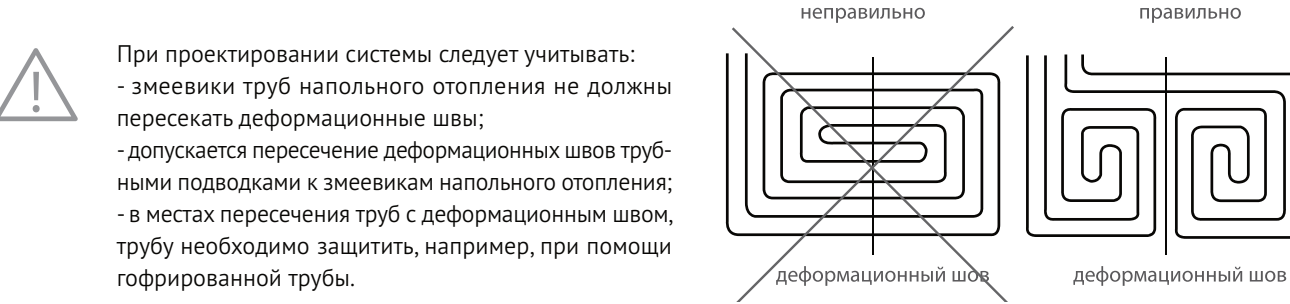 При проектировании системы следует учитывать:
- змеевики труб напольного отопления не должны
пересекать деформационные швы;
- допускается пересечение деформационных швов труб-
ными подводками к змеевикам напольного отопления;
- в местах пересечения труб с деформационным швом,
трубу необходимо защитить, например, при помощи
гофрированной трубы.
неправильно
деформационный шов
правильно
деформационный шов